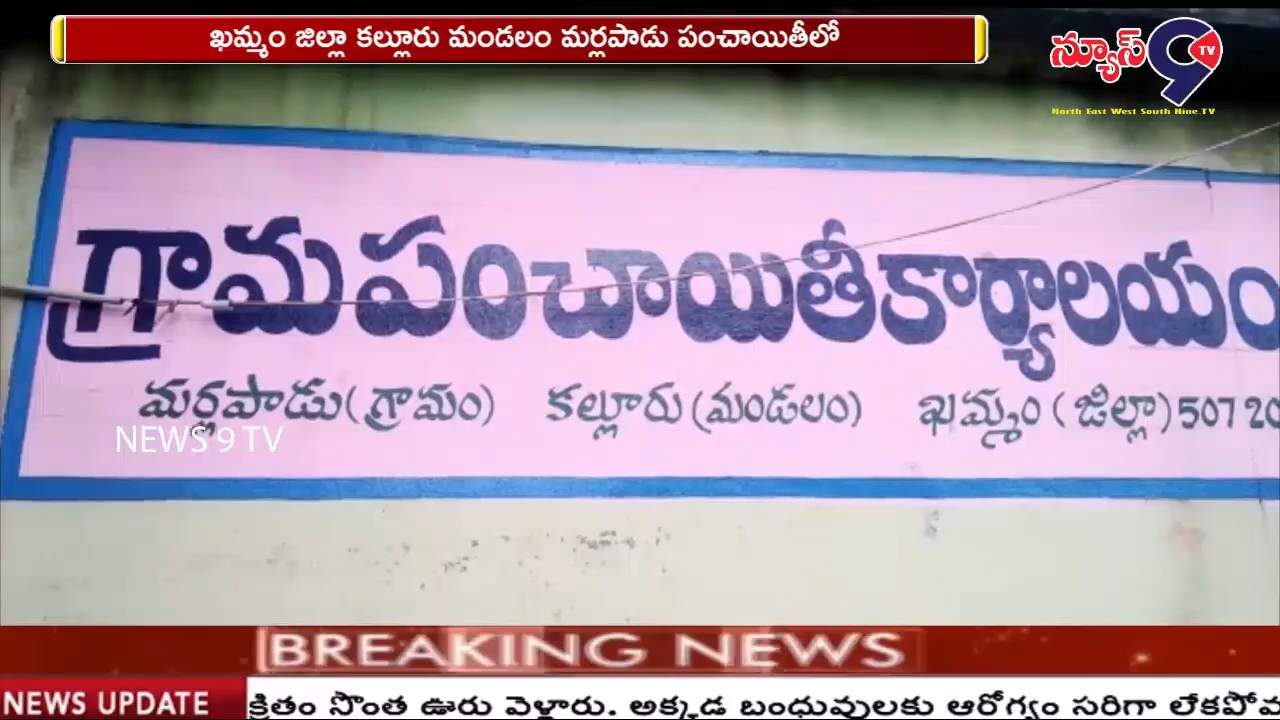 ఖమ్మం జిల్లా కల్లూరు మండలం మర్లపాడు పంచాయితీలో
న్యూస్ 9 TV
North East West South Nine.TV
గ్రామపంచాయితీకార్యాలయం
మర్లపాడు(గ్రామం) కల్లూరు(మండలం) ఖమ్మం(జిల్లా) 507 20
NEWS 9 TV
BREAKING NEWS
NEWS UPDATE క్రితం సొంత ఊరు వెళ్లారు. అక్కడ బంధువులకు ఆరోగ్యం సరిగా లేకపోవ